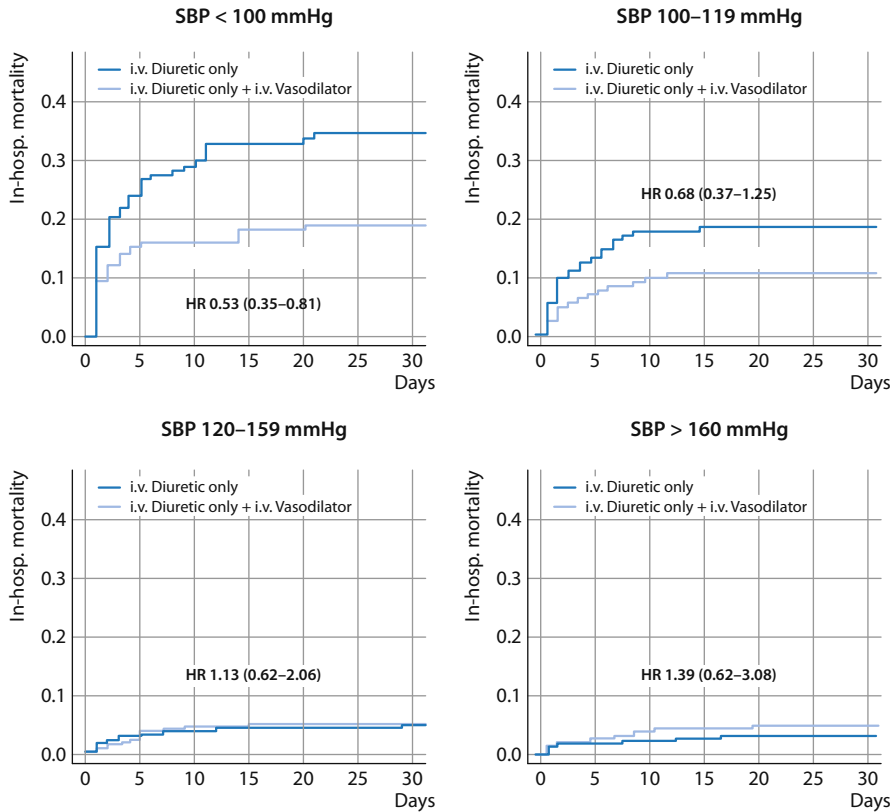 SBP < 100 mmHg
In-hosp. mortality
i.v. Diuretic only
i.v. Diuretic only + i.v. Vasodilator
0.4
0.3
0.2
0.1
0.0
HR 0.53 (0.35–0.81)
0 5 10 15 20 25 30
Days
SBP 100–119 mmHg
In-hosp. mortality
i.v. Diuretic only
i.v. Diuretic only + i.v. Vasodilator
0.4
0.3
0.2
0.1
0.0
HR 0.68 (0.37–1.25)
0 5 10 15 20 25 30
Days
SBP 120–159 mmHg
In-hosp. mortality
i.v. Diuretic only
i.v. Diuretic only + i.v. Vasodilator
0.4
0.3
0.2
0.1
0.0
HR 1.13 (0.62–2.06)
0 5 10 15 20 25 30
Days
SBP > 160 mmHg
In-hosp. mortality
i.v. Diuretic only
i.v. Diuretic only + i.v. Vasodilator
0.4
0.3
0.2
0.1
0.0
HR 1.39 (0.62–3.08)
0 5 10 15 20 25 30
Days